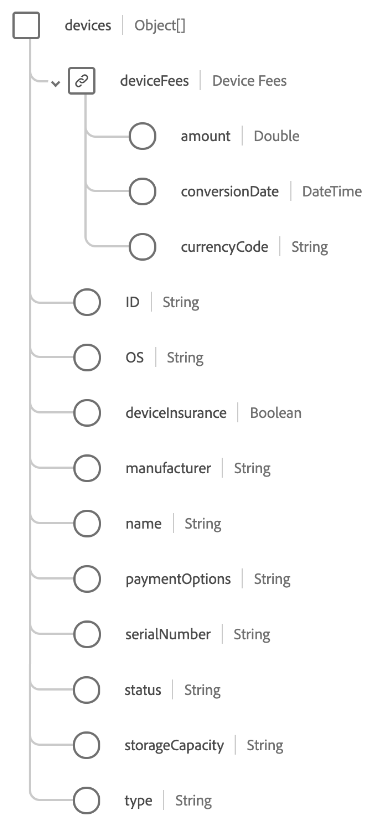 devices | Object[]
deviceFees | Device Fees
amount | Double
conversionDate | DateTime
currencyCode | String
ID | String
OS | String
deviceInsurance | Boolean
manufacturer | String
name | String
paymentOptions | String
serialNumber | String
status | String
storageCapacity | String
type | String